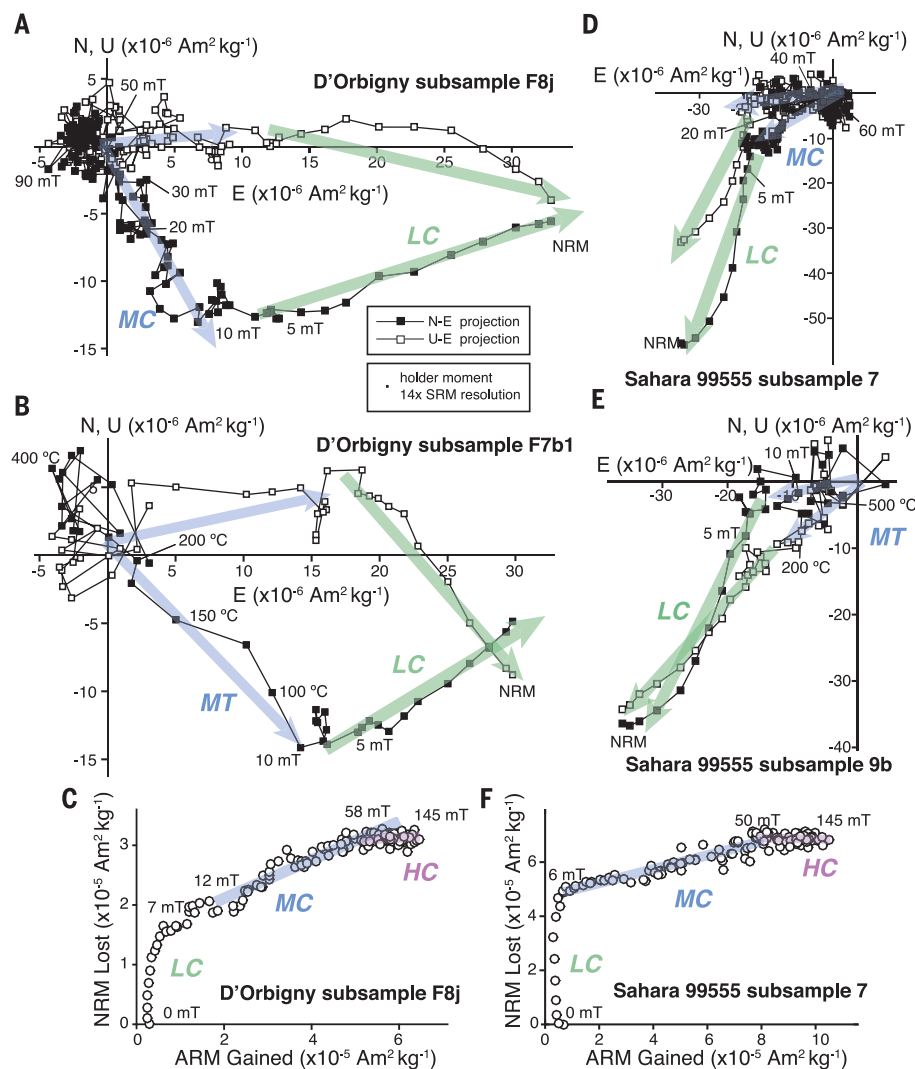 A
N, U (x10-6 Am2 kg-1)
D'Orbigny subsample F8j
5
50 mT
-5
5
10
15
20
25
30
E (x10-6 Am2 kg-1)
90 mT
30 mT
20 mT
-5
-10
-15
MC
LC
NRM
10 mT
5 mT
N-E projection
U-E projection
holder moment
14x SRM resolution
D
N, U (x10-6 Am2 kg-1)
E (x10-6 Am2 kg-1)
40 mT
-30
20 mT
60 mT
-10
MC
5 mT
-20
-30
LC
-40
-50
NRM
Sahara 99555 subsample 7
B
N, U (x10-6 Am2 kg-1)
D'Orbigny subsample F7b1
400 ºC
5
200 ºC
-5
5
10
15
20
25
30
E (x10-6 Am2 kg-1)
150 ºC
-5
LC
MT
100 ºC
NRM
-10
5 mT
10 mT
-15
E
N, U (x10-6 Am2 kg-1)
E (x10-6 Am2 kg-1)
10 mT
-30
-20
-10
500 ºC
5 mT
MT
200 ºC
-10
LC
-20
-30
NRM
-40
Sahara 99555 subsample 9b
C
NRM Lost (x10-5 Am2 kg-1)
3
2
1
0
58 mT
145 mT
12 mT
HC
7 mT
MC
LC
D'Orbigny subsample F8j
0 mT
0
2
4
6
ARM Gained (x10-5 Am2 kg-1)
F
NRM Lost (x10-5 Am2 kg-1)
6
4
2
0
50 mT
145 mT
6 mT
HC
MC
LC
Sahara 99555 subsample 7
0 mT
0
2
4
6
8
10
ARM Gained (x10-5 Am2 kg-1)